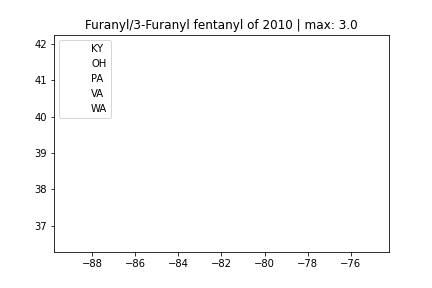 Furanyl/3-Furanyl fentanyl of 2010 | max: 3.0
42
41
40
39
38
37
KY
OH
PA
VA
WA
−88 −86 −84 −82 −80 −78 −76